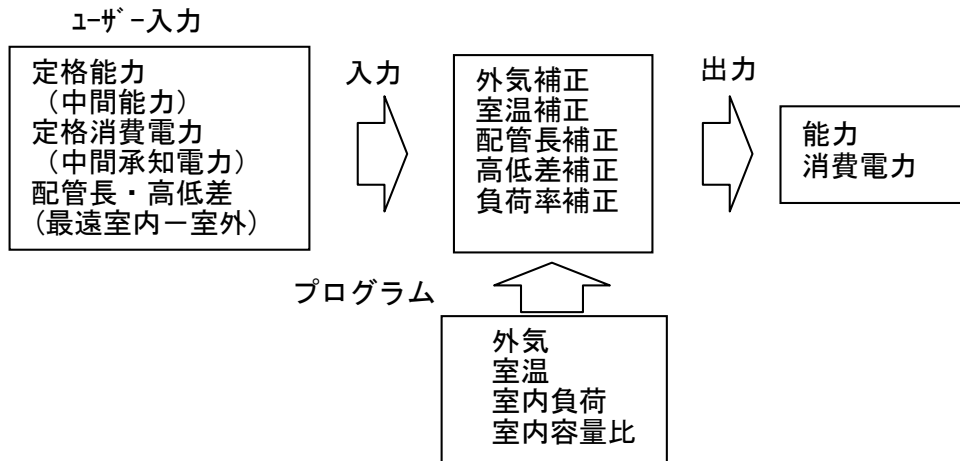 ﾕｰｻﾞｰ入力
定格能力
（中間能力）
定格消費電力
（中間承知電力）
配管長・高低差
(最遠室内－室外)
入力
外気補正
室温補正
配管長補正
高低差補正
負荷率補正
出力
能力
消費電力
プログラム
外気
室温
室内負荷
室内容量比